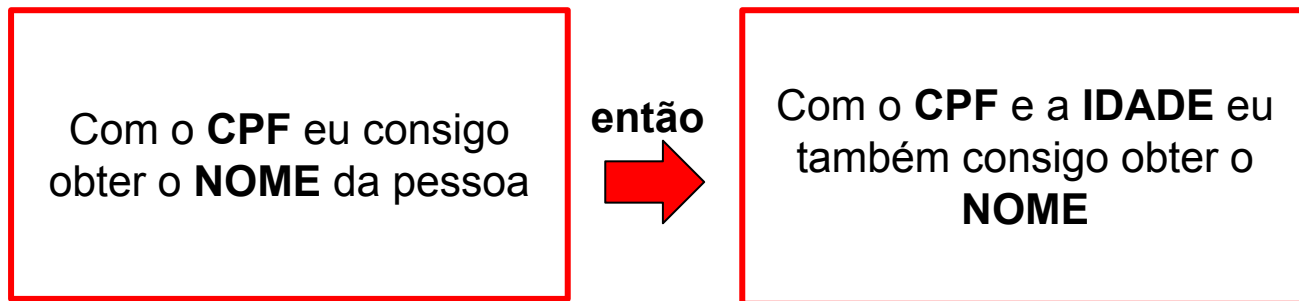 Com o CPF eu consigo
obter o NOME da pessoa
então
Com o CPF e a IDADE eu
também consigo obter o
NOME